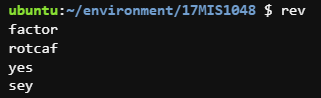 ubuntu:~/environment/17MIS1048 $ rev
factor
rotcaf
yes
sey